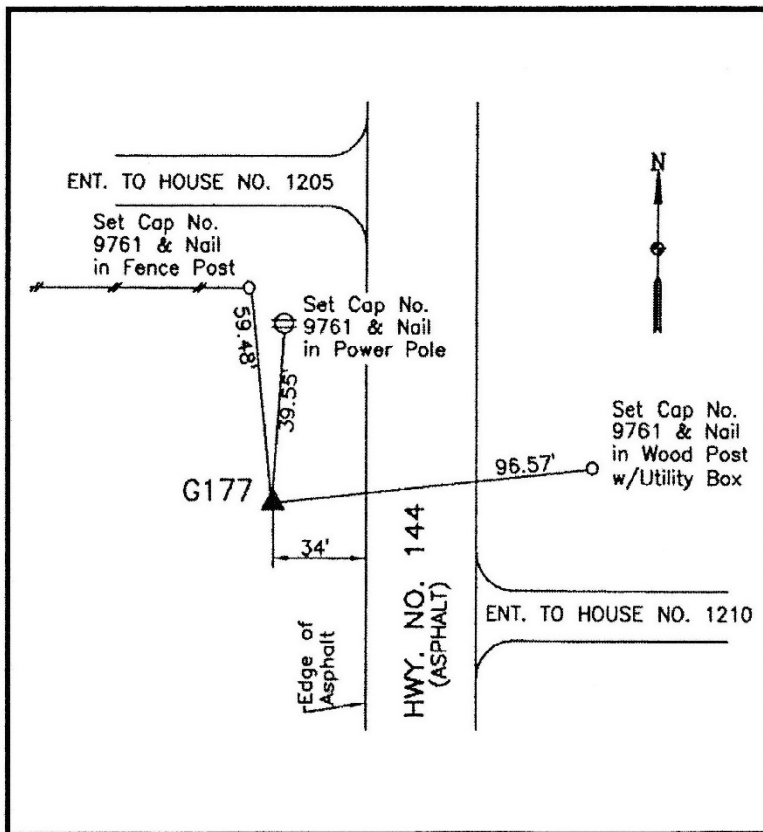 ENT. TO HOUSE NO. 1205
N
Set Cap No.
9761 & Nail
in Fence Post
Set Cap No.
9761 & Nail
in Power Pole
59.48'
39.55'
Set Cap No.
9761 & Nail
in Wood Post
w/Utility Box
96.57'
G177
34'
HWY. NO. 144
(ASPHALT)
ENT. TO HOUSE NO. 1210
Edge of
Asphalt